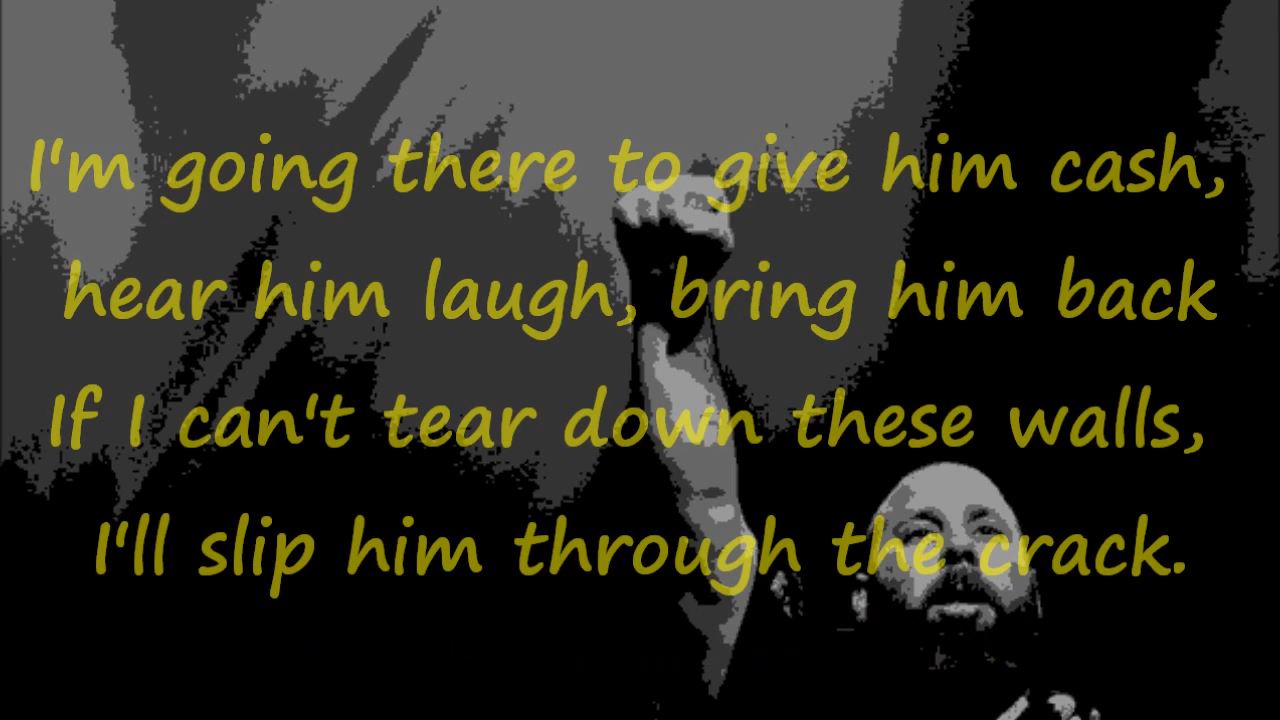 I'm going there to give him cash,
hear him laugh, bring him back
If I can't tear down these walls,
I'll slip him through the crack.